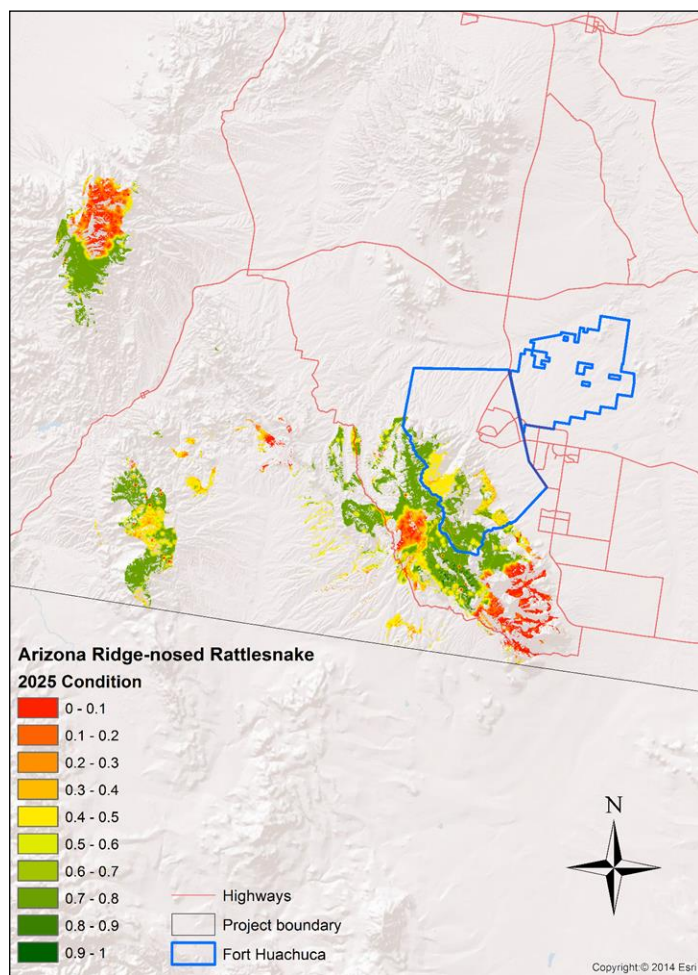 Arizona Ridge-nosed Rattlesnake
2025 Condition
0 - 0.1
0.1 - 0.2
0.2 - 0.3
0.3 - 0.4
0.4 - 0.5
0.5 - 0.6
0.6 - 0.7
0.7 - 0.8
0.8 - 0.9
0.9 - 1
Highways
Project boundary
Fort Huachuca
N
Copyright:© 2014 Esri